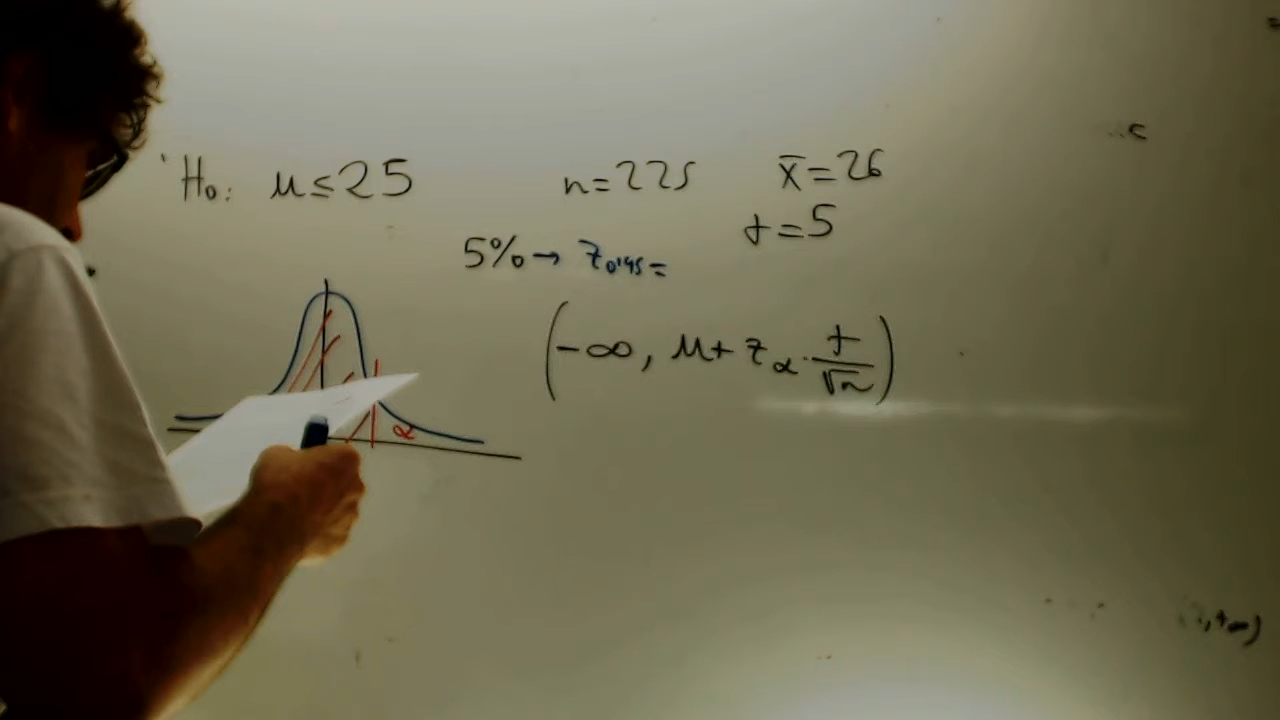 H₀: μ≤25 n=225 x̄=26
σ=5
5%→ z₀'₉₅=
(-∞, μ+z_α·σ/√n)
α